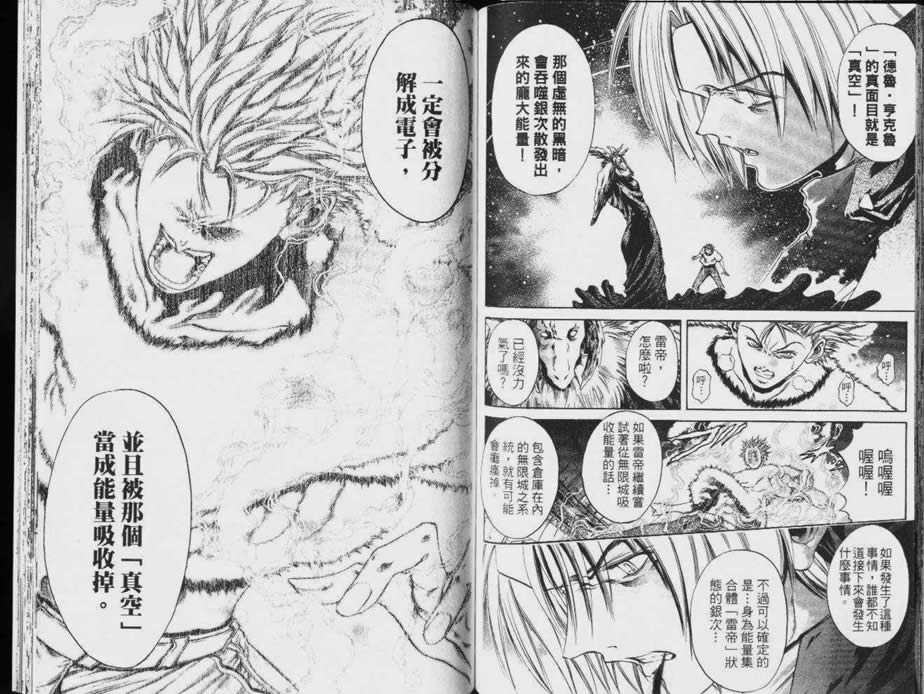 「德魯・亨克魯
」的真面目就是
「真空」！
那個虛無的黑暗，
會吞噬銀次散發出
來的龐大能量！
呼…
呼…
雷帝，
怎麼啦？
已經沒力
氣了嗎？
嗚喔喔
喔喔！
如果雷帝繼續嘗
試著從無限城吸
收能量的話…
包含倉庫在內
的無限城之系
統，就有可能
會癱瘓掉。
如果發生了這種
事情，誰都不知
道接下來會發生
什麼事情。
不過可以確定的
是…身為能量集
合體「雷帝」狀
態的銀次…
一定會被分
解成電子，
並且被那個「真空」
當成能量吸收掉。